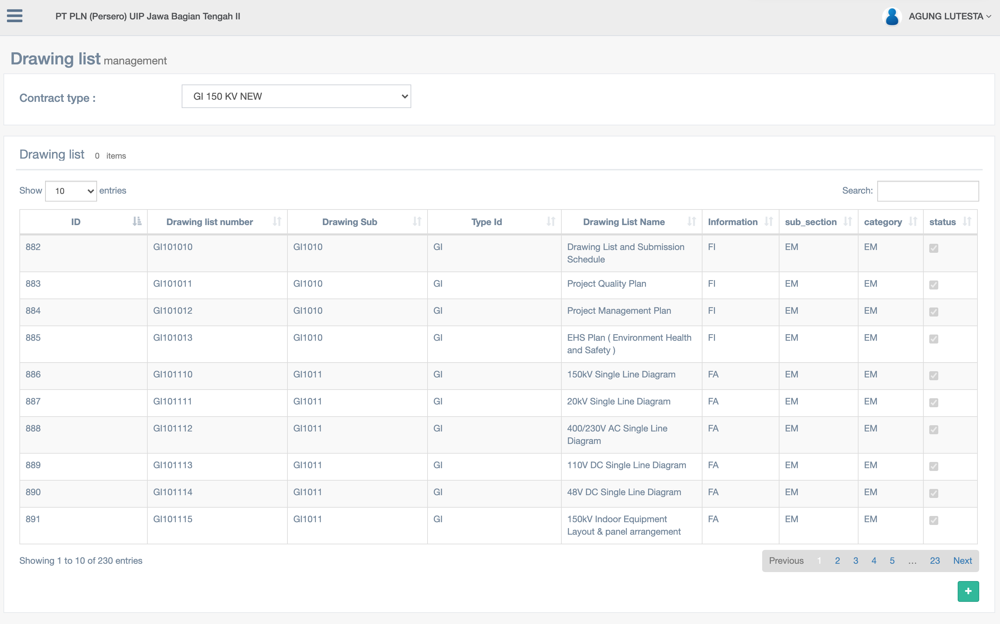 PT PLN (Persero) UIP Jawa Bagian Tengah II
AGUNG LUTESTA
Drawing list management
Contract type :
GI 150 KV NEW
Drawing list 0 items
Show 10 entries
Search:
ID Drawing list number Drawing Sub Type Id Drawing List Name Information sub_section category status
882 GI101010 GI1010 GI Drawing List and Submission FI EM EM
Schedule
883 GI101011 GI1010 GI Project Quality Plan FI EM EM
884 GI101012 GI1010 GI Project Management Plan FI EM EM
885 GI101013 GI1010 GI EHS Plan ( Environment Health FI EM EM
and Safety )
886 GI101110 GI1011 GI 150kV Single Line Diagram FA EM EM
887 GI101111 GI1011 GI 20kV Single Line Diagram FA EM EM
888 GI101112 GI1011 GI 400/230V AC Single Line FA EM EM
Diagram
889 GI101113 GI1011 GI 110V DC Single Line Diagram FA EM EM
890 GI101114 GI1011 GI 48V DC Single Line Diagram FA EM EM
891 GI101115 GI1011 GI 150kV Indoor Equipment FA EM EM
Layout & panel arrangement
Showing 1 to 10 of 230 entries
Previous 1 2 3 4 5 … 23 Next
+